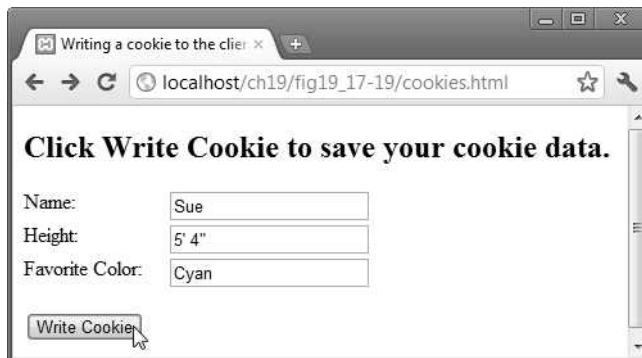 Writing a cookie to the clier
localhost/ch19/fig19_17-19/cookies.html
Click Write Cookie to save your cookie data.
Name: Sue
Height: 5' 4"
Favorite Color: Cyan
Write Cookie